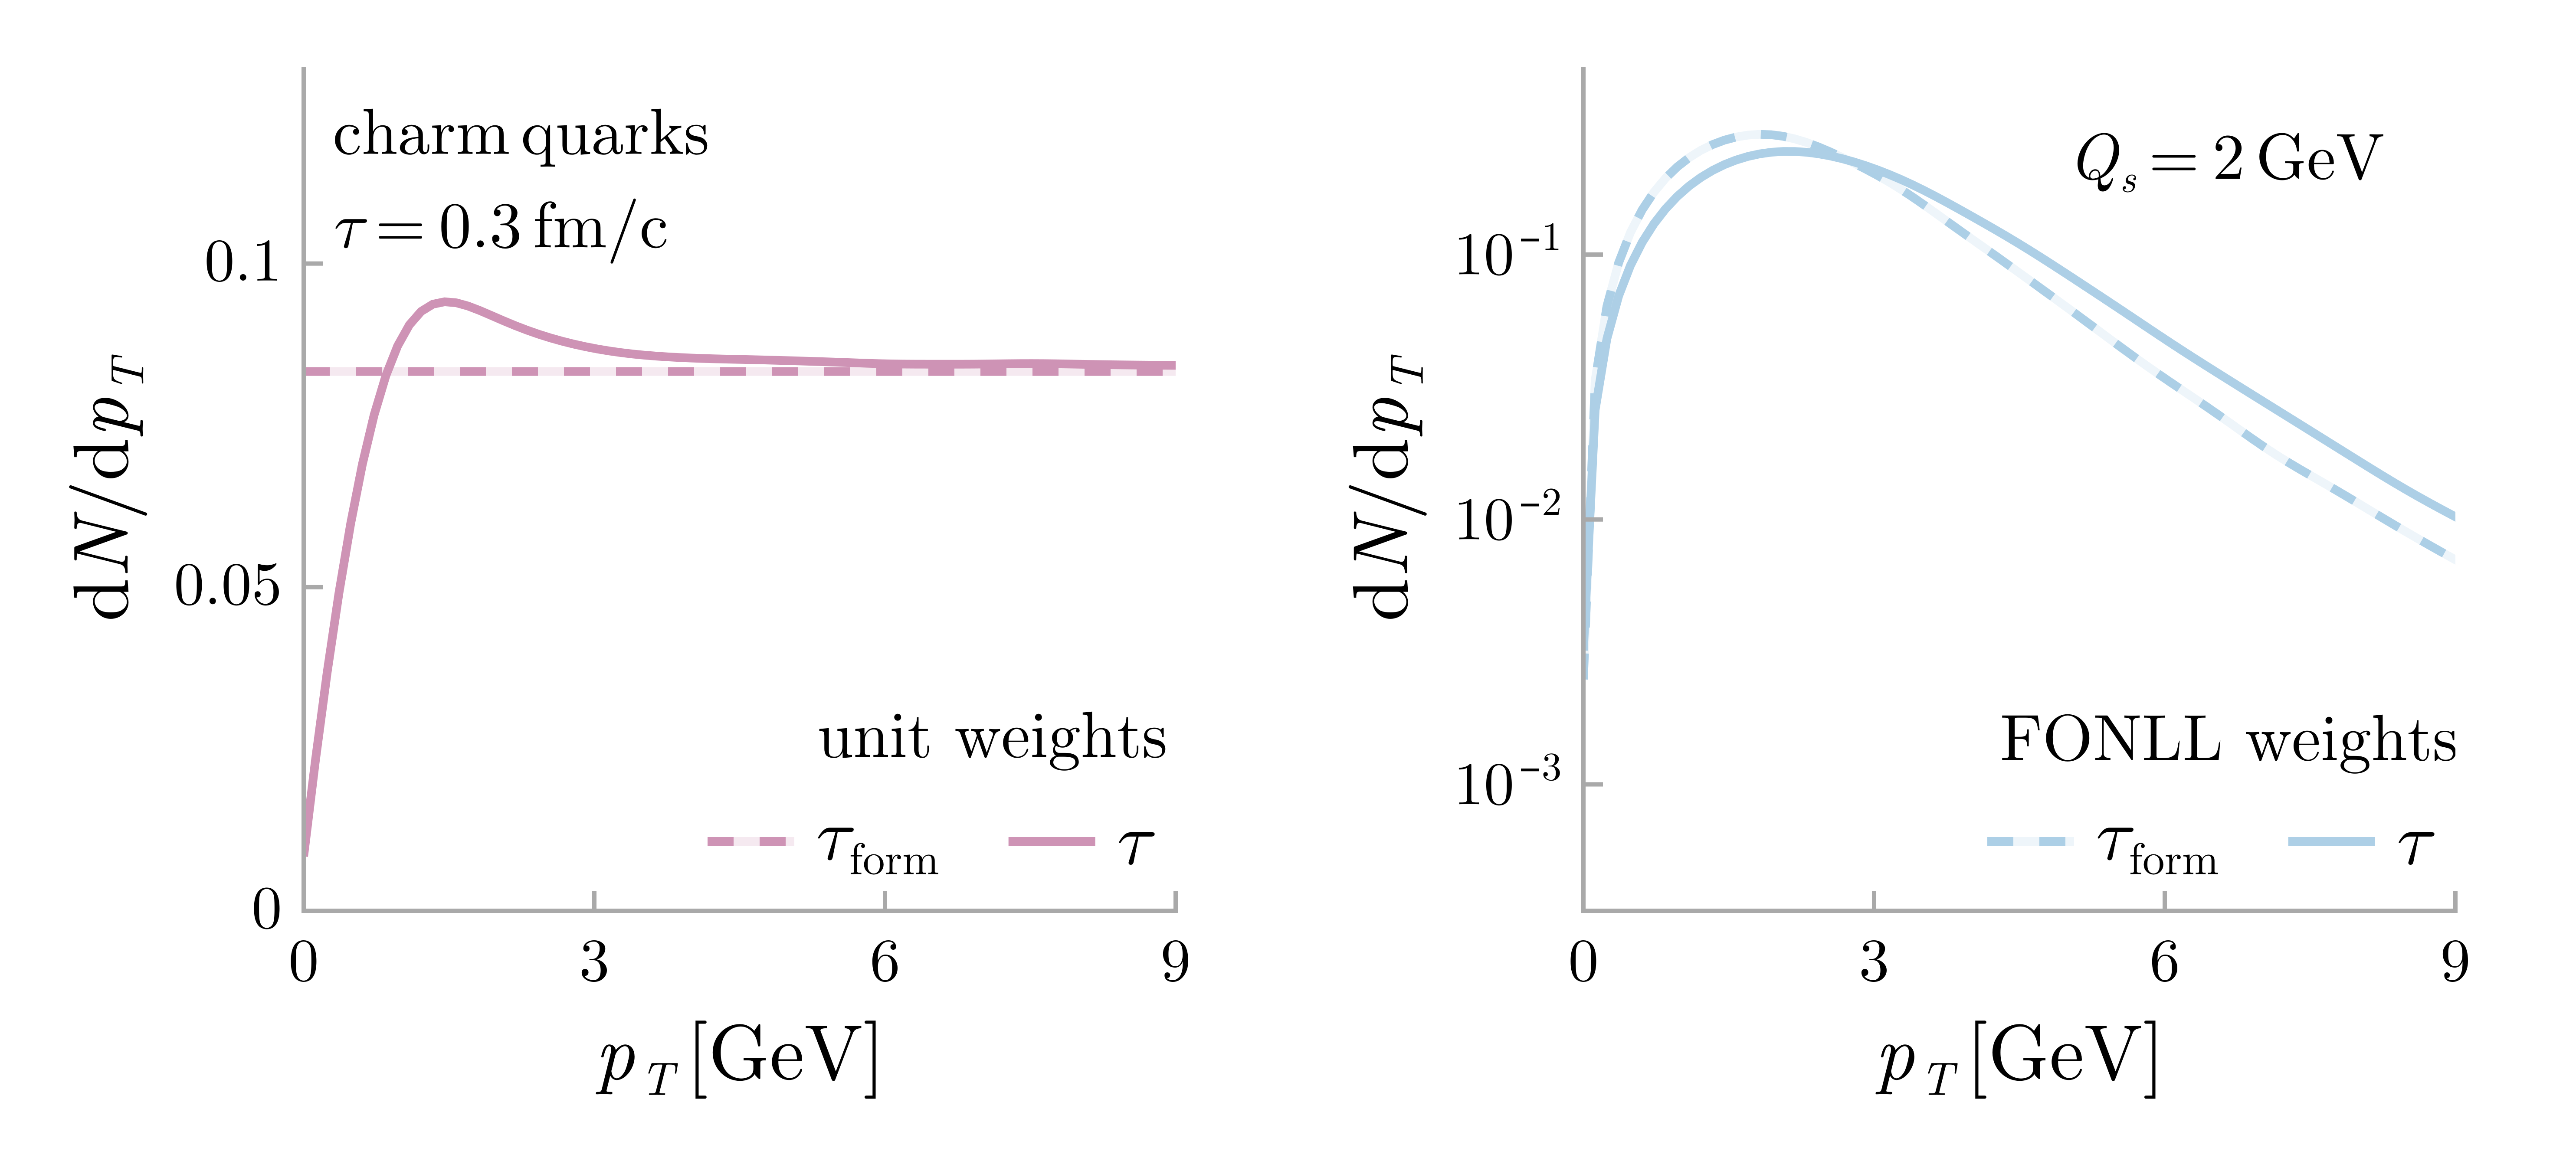 charm quarks
τ = 0.3 fm/c
dN/dp_T
0.1
0.05
0
unit weights
τ_form
τ
0 3 6 9
p_T [GeV]
Q_s = 2 GeV
dN/dp_T
10⁻¹
10⁻²
10⁻³
FONLL weights
τ_form
τ
0 3 6 9
p_T [GeV]